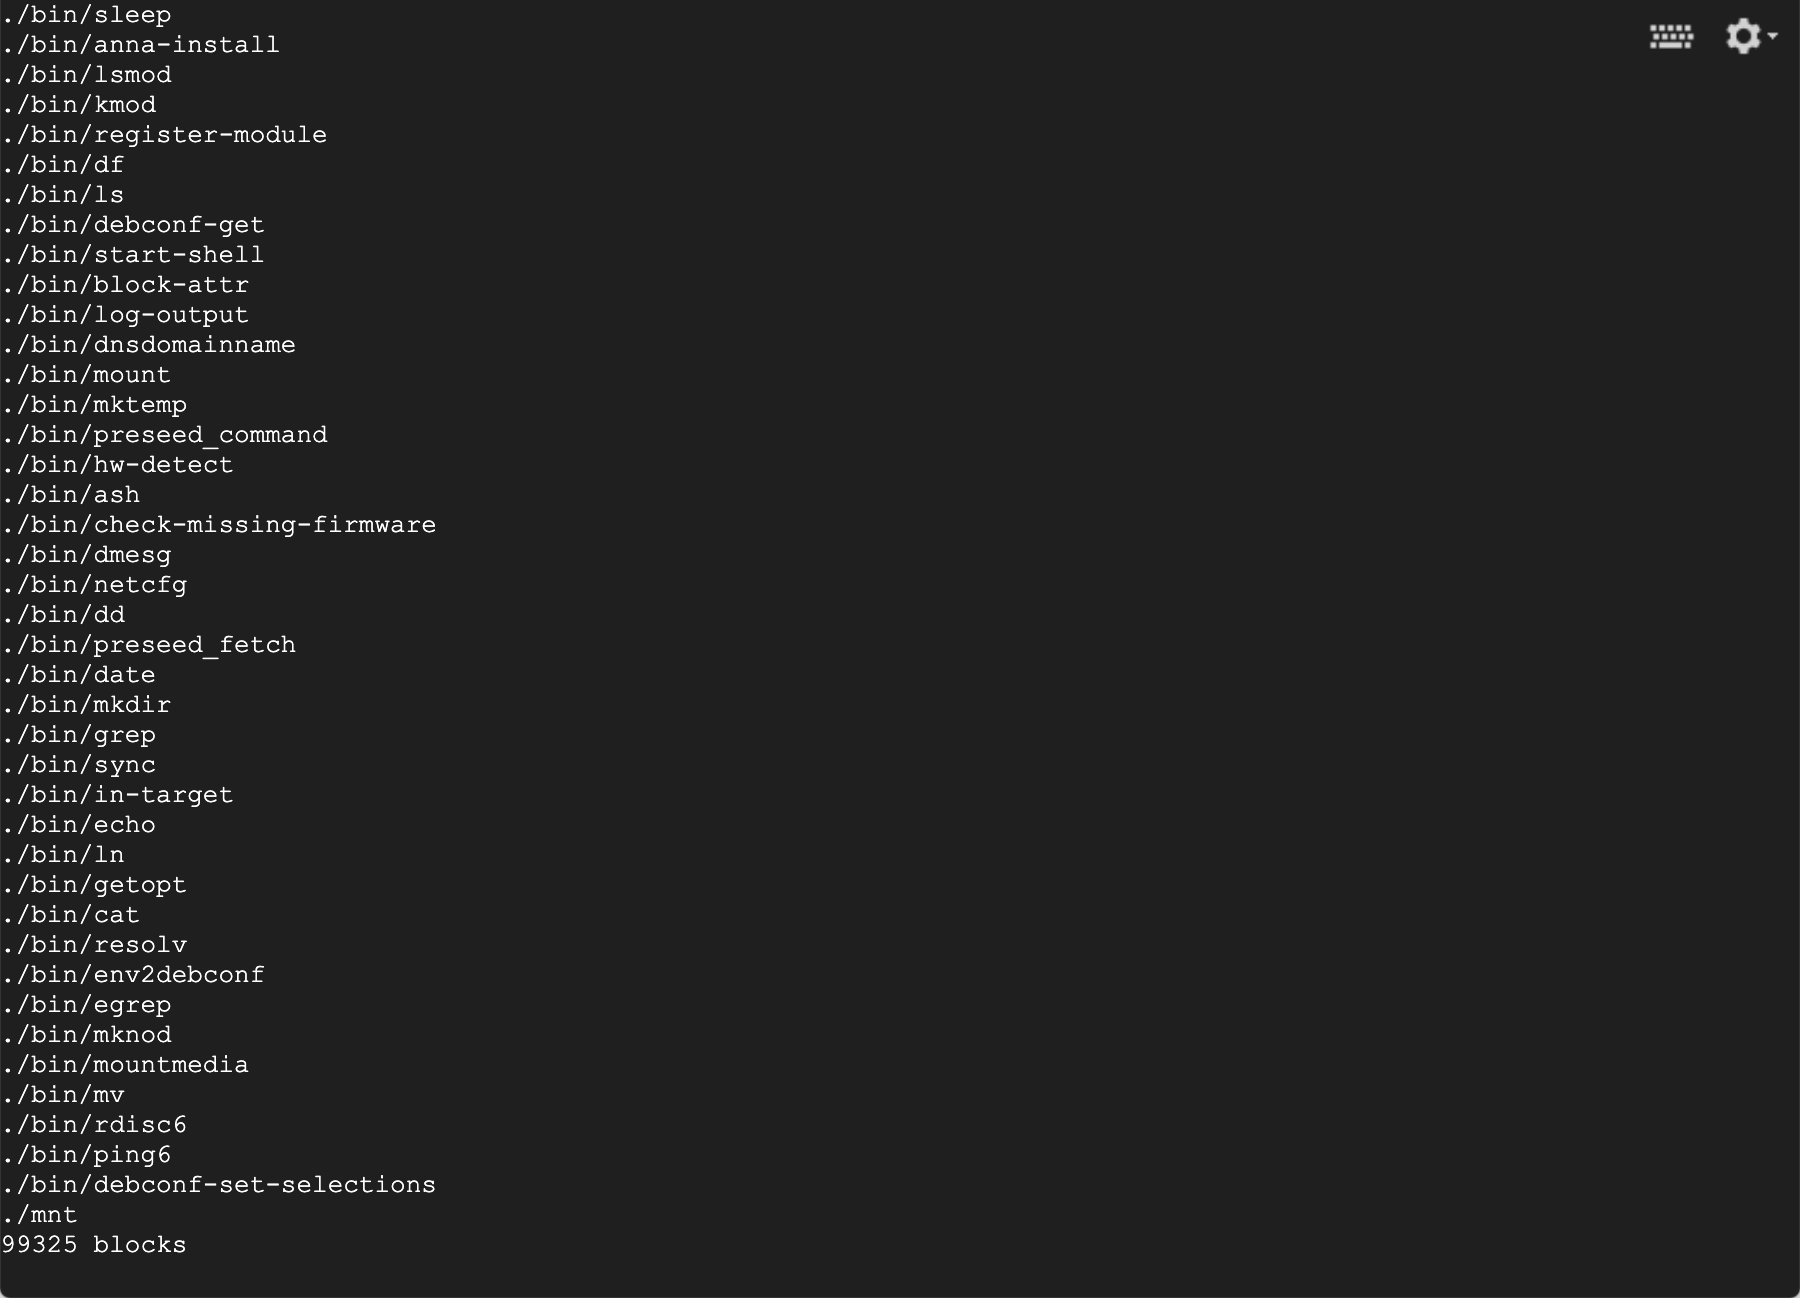 ./bin/sleep
./bin/anna-install
./bin/lsmod
./bin/kmod
./bin/register-module
./bin/df
./bin/ls
./bin/debconf-get
./bin/start-shell
./bin/block-attr
./bin/log-output
./bin/dnsdomainname
./bin/mount
./bin/mktemp
./bin/preseed_command
./bin/hw-detect
./bin/ash
./bin/check-missing-firmware
./bin/dmesg
./bin/netcfg
./bin/dd
./bin/preseed_fetch
./bin/date
./bin/mkdir
./bin/grep
./bin/sync
./bin/in-target
./bin/echo
./bin/ln
./bin/getopt
./bin/cat
./bin/resolv
./bin/env2debconf
./bin/egrep
./bin/mknod
./bin/mountmedia
./bin/mv
./bin/rdisc6
./bin/ping6
./bin/debconf-set-selections
./mnt
99325 blocks